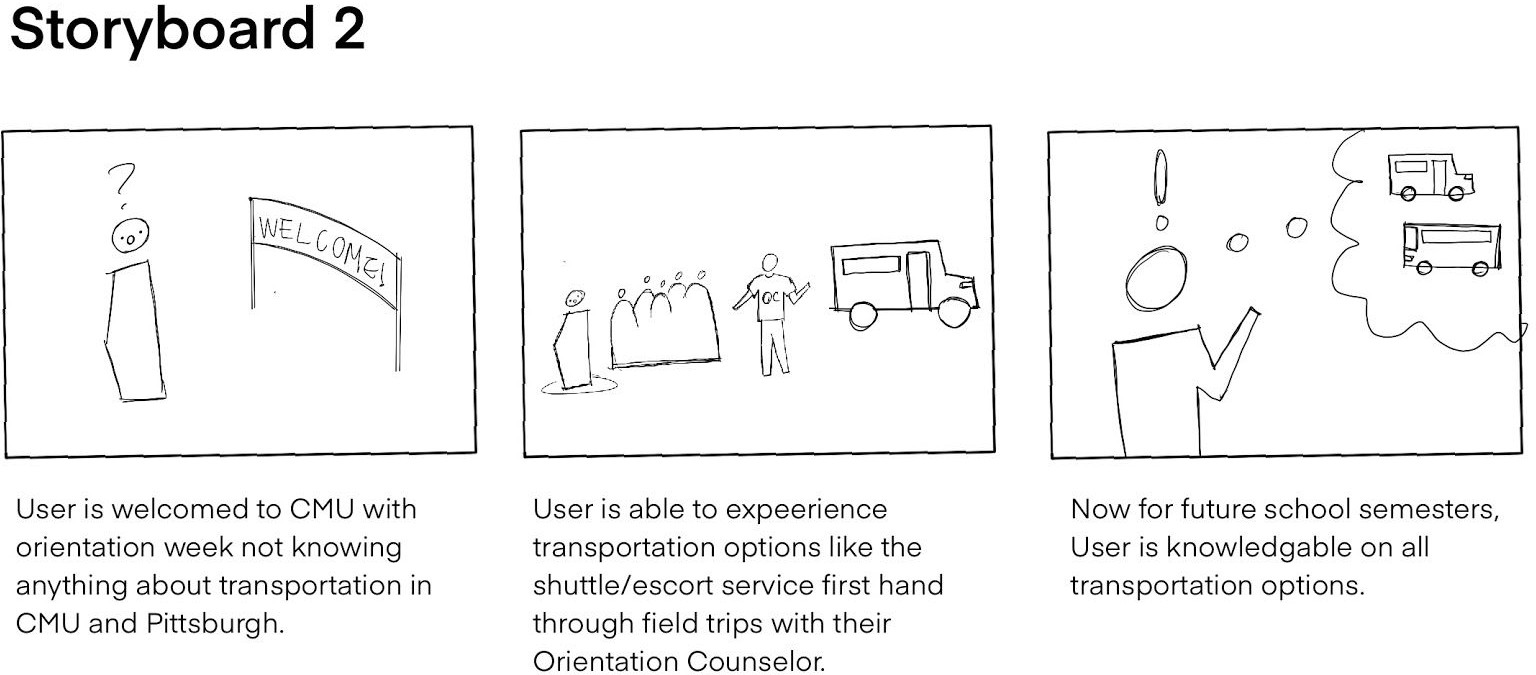 Storyboard 2
?
WELCOME!
OC
!
User is welcomed to CMU with
orientation week not knowing
anything about transportation in
CMU and Pittsburgh.
User is able to expeerience
transportation options like the
shuttle/escort service first hand
through field trips with their
Orientation Counselor.
Now for future school semesters,
User is knowledgable on all
transportation options.